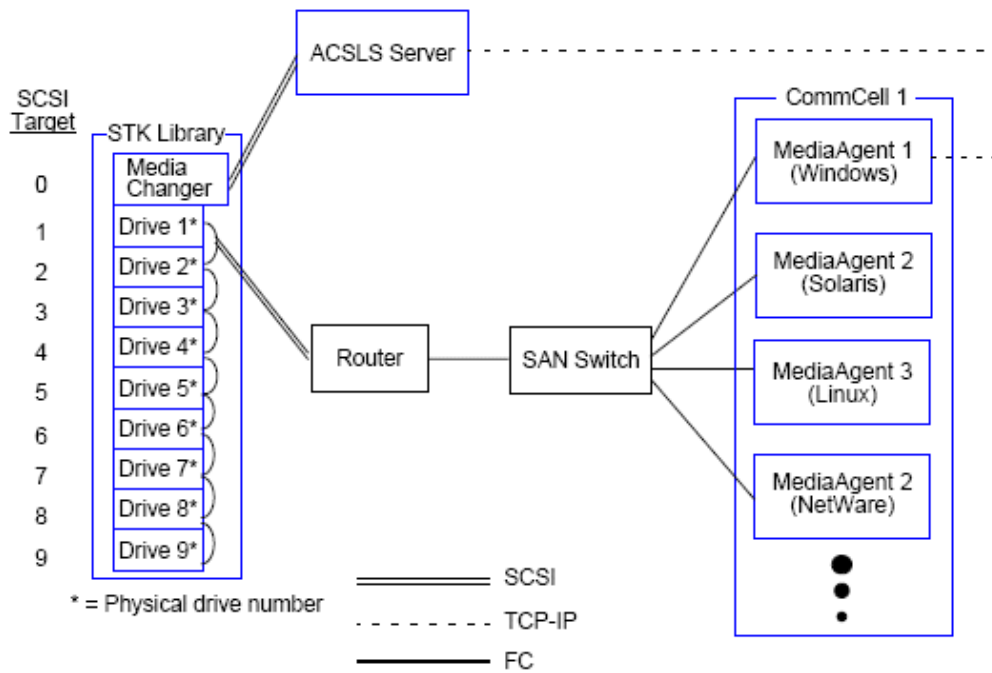 ACSLS Server
SCSI
Target
STK Library
CommCell 1
Media
Changer
MediaAgent 1
(Windows)
0
1
Drive 1*
2
Drive 2*
MediaAgent 2
(Solaris)
3
Drive 3*
4
Drive 4*
Router
SAN Switch
5
Drive 5*
MediaAgent 3
(Linux)
6
Drive 6*
7
Drive 7*
MediaAgent 2
(NetWare)
8
Drive 8*
9
Drive 9*
* = Physical drive number
SCSI
TCP-IP
FC